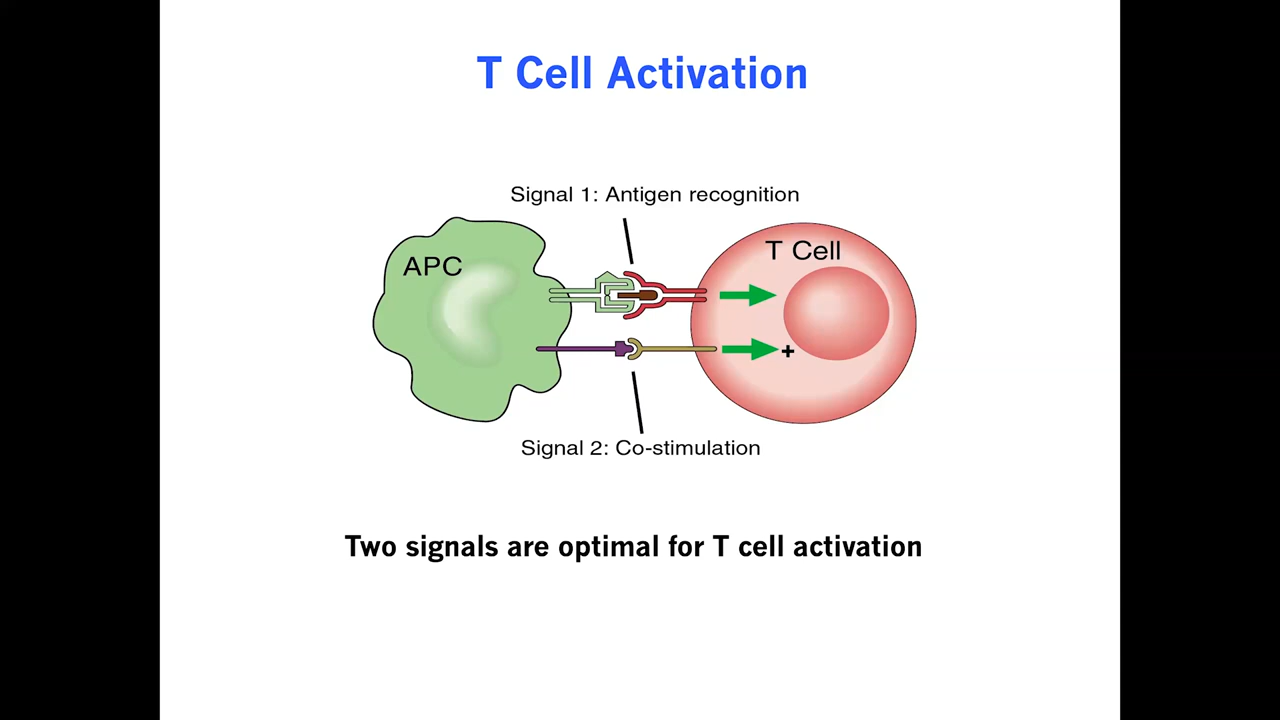 T Cell Activation
Signal 1: Antigen recognition
APC
T Cell
+
Signal 2: Co-stimulation
Two signals are optimal for T cell activation